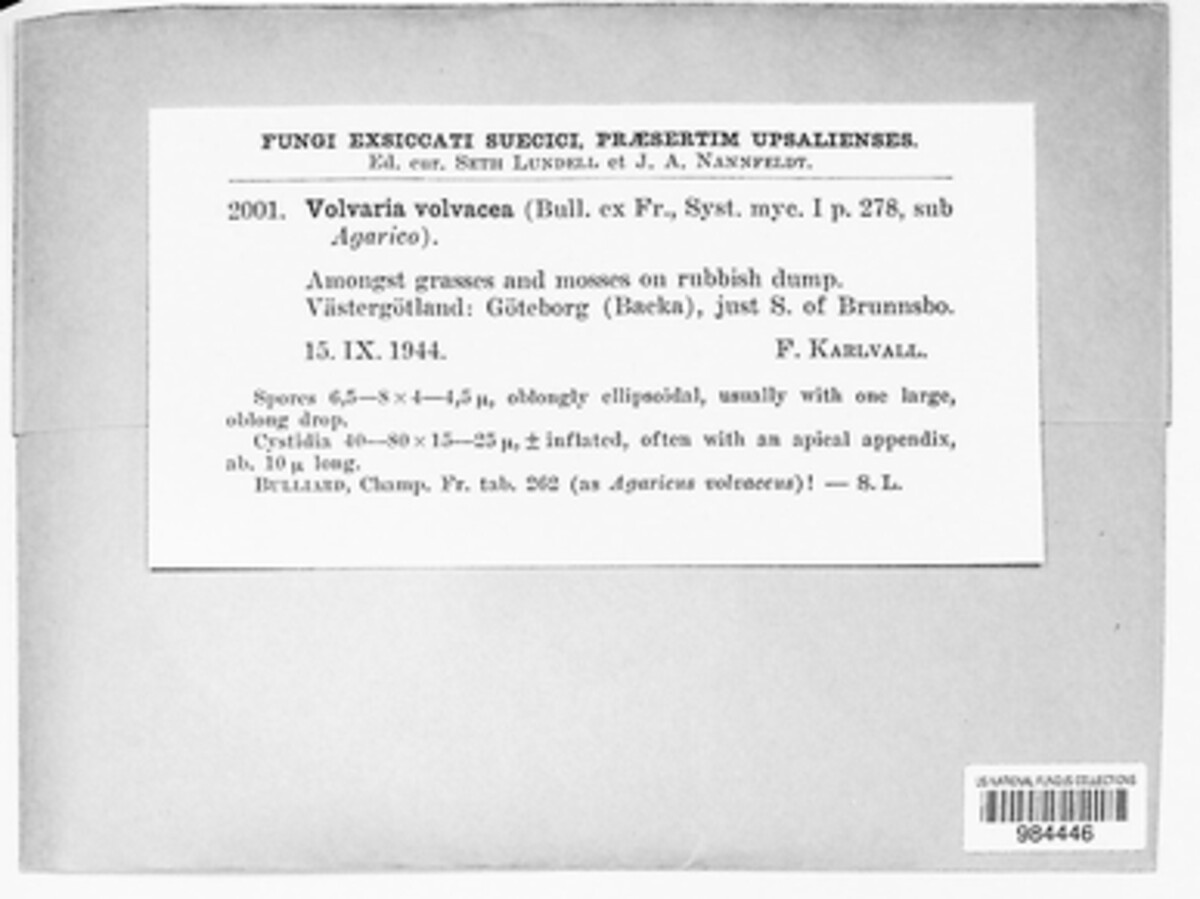 FUNGI EXSICCATI SUECICI, PRÆSERTIM UPSALIENSES.
Ed. cur. SETH LUNDELL et J. A. NANNFELDT.
2001. Volvaria volvacea (Bull. ex Fr., Syst. myc. I p. 278, sub
Agarico).
Amongst grasses and mosses on rubbish dump.
Västergötland: Göteborg (Backa), just S. of Brunnsbo.
15. IX. 1944. F. KARLVALL.
Spores 6,5—8 × 4—4,5 μ, oblongly ellipsoidal, usually with one large,
oblong drop.
Cystidia 40—80 × 15—25 μ, ± inflated, often with an apical appendix,
ab. 10 μ long.
BULLIARD, Champ. Fr. tab. 262 (as Agaricus volvaceus)! — S. L.
US NATIONAL FUNGUS COLLECTIONS
984446